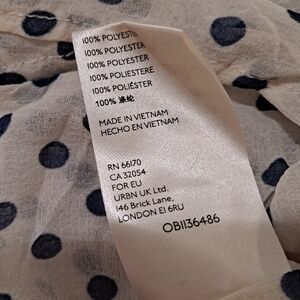 100% POLYESTER
100% POLYESTER
100% POLYESTER
100% POLIESTERE
100% POLIÉSTER
100% 涤纶
MADE IN VIETNAM
HECHO EN VIETNAM
RN 66170
CA 32054
FOR EU
URBN UK Ltd.
146 Brick Lane,
LONDON E1 6RU
OB1136486